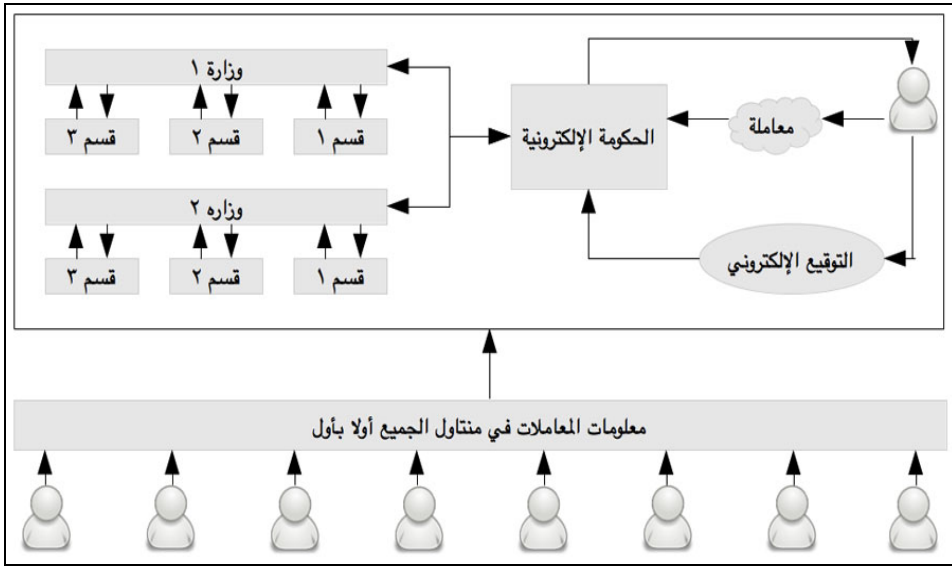 وزارة ١
قسم ١
قسم ٢
قسم ٣
الحكومة الإلكترونية
معاملة
وزاره ٢
قسم ١
قسم ٢
قسم ٣
التوقيع الإلكتروني
معلومات المعاملات في منتاول الجميع أولا بأول